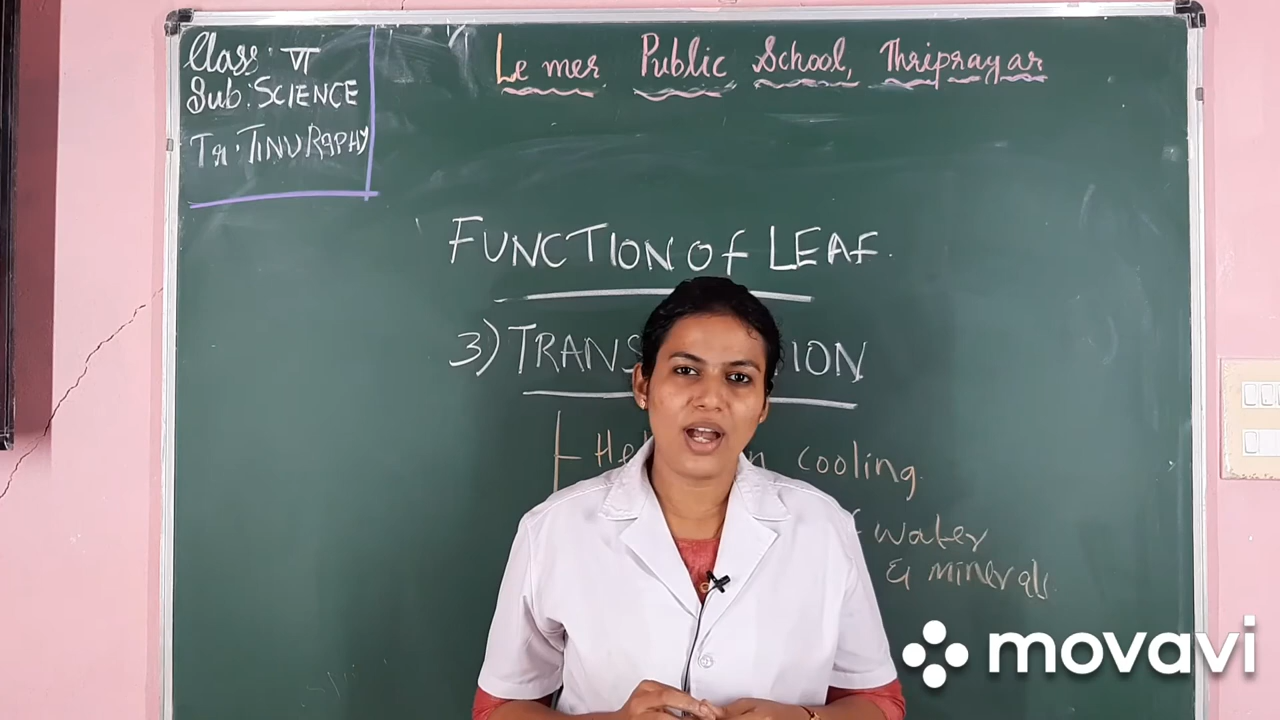 Class: VI
Sub: SCIENCE
Tr: TINU RAPHY
Le mer Public School, Thriprayar
FUNCTION Of LEAF.
3) TRANS ION
cooling.
water
& minerals.
movavi